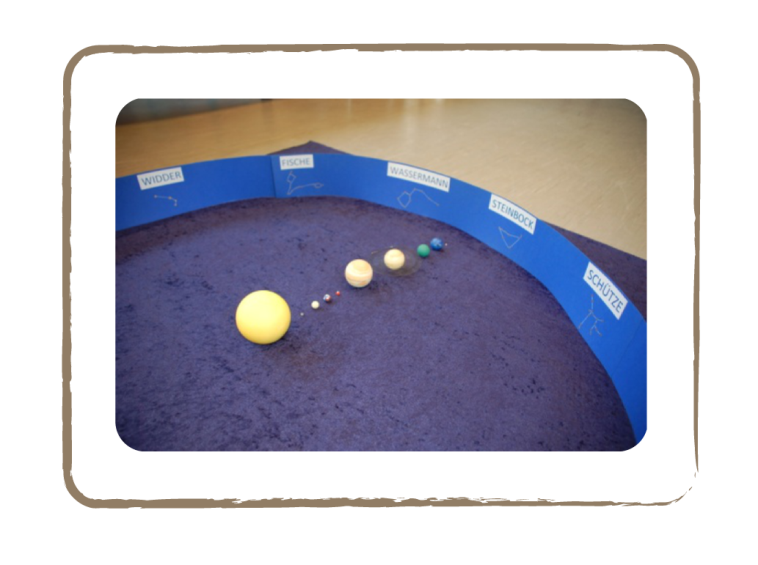 WIDDER
FISCHE
WASSERMANN
STEINBOCK
SCHÜTZE